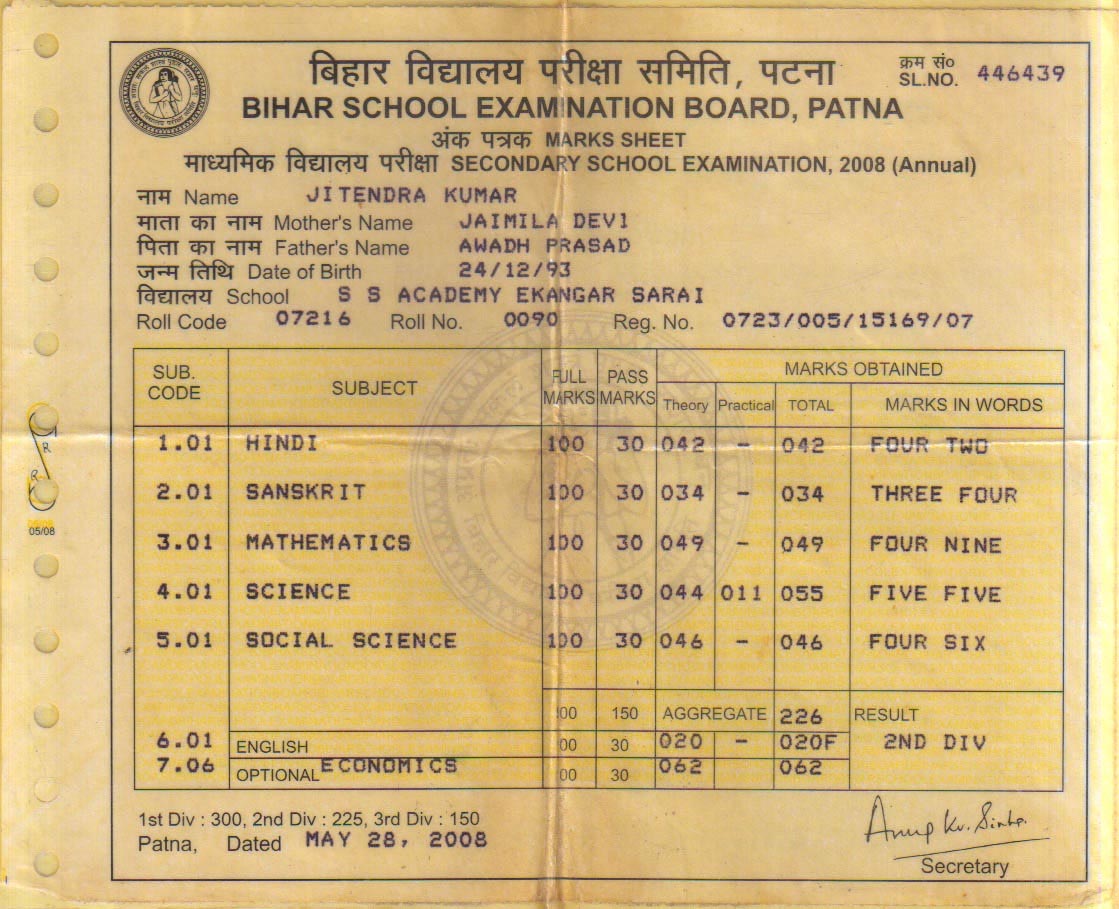 बिहार विद्यालय परीक्षा समिति, पटना
क्रम सं०
SL.NO. 446439
BIHAR SCHOOL EXAMINATION BOARD, PATNA
अंक पत्रक MARKS SHEET
माध्यमिक विद्यालय परीक्षा SECONDARY SCHOOL EXAMINATION, 2008 (Annual)
नाम Name JITENDRA KUMAR
माता का नाम Mother's Name JAIMILA DEVI
पिता का नाम Father's Name AWADH PRASAD
जन्म तिथि Date of Birth 24/12/93
विद्यालय School S S ACADEMY EKANGAR SARAI
Roll Code 07216 Roll No. 0090 Reg. No. 0723/005/15169/07
SUB. CODE SUBJECT FULL MARKS PASS MARKS MARKS OBTAINED
Theory Practical TOTAL MARKS IN WORDS
1.01 HINDI 100 30 042 - 042 FOUR TWO
2.01 SANSKRIT 100 30 034 - 034 THREE FOUR
3.01 MATHEMATICS 100 30 049 - 049 FOUR NINE
4.01 SCIENCE 100 30 044 011 055 FIVE FIVE
5.01 SOCIAL SCIENCE 100 30 046 - 046 FOUR SIX
150 AGGREGATE 226 RESULT
6.01 ENGLISH 00 30 020 - 020F 2ND DIV
7.06 OPTIONAL ECONOMICS 00 30 062 062
1st Div : 300, 2nd Div : 225, 3rd Div : 150
Patna, Dated MAY 28, 2008
Anup Kr. Sinha
Secretary
R
R
05/08